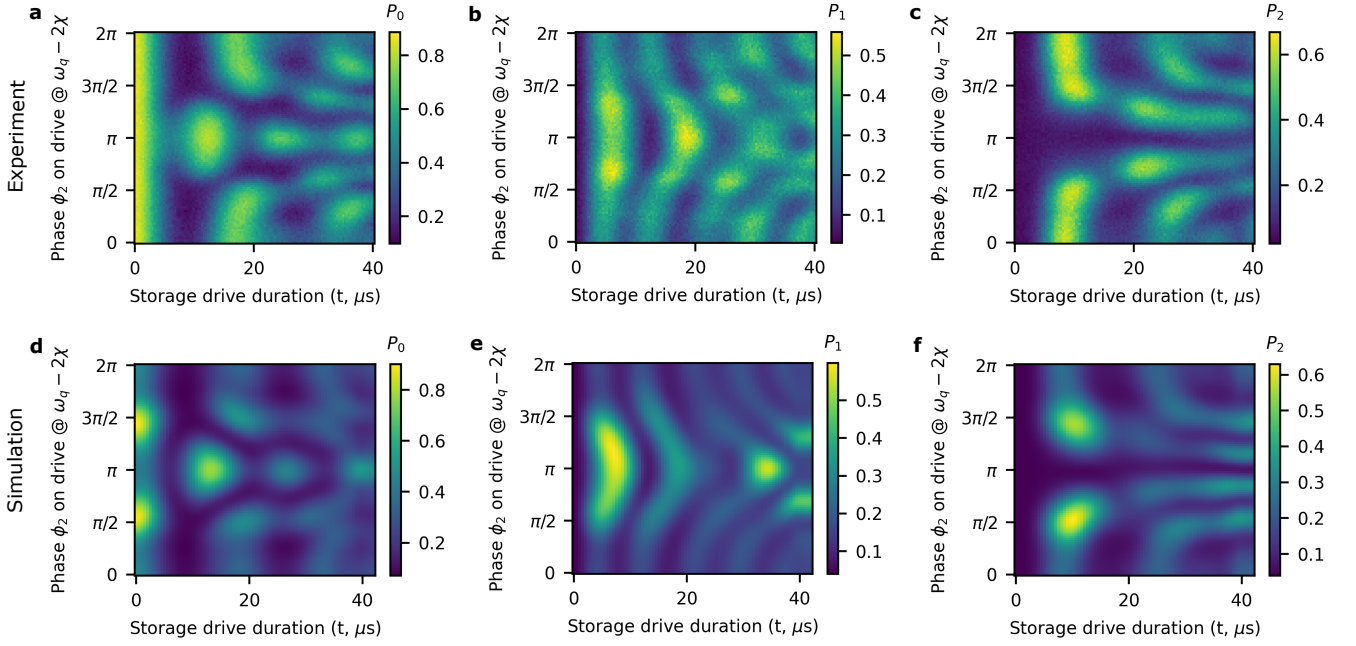 Experiment
a
P0
Phase ϕ2 on drive @ ωq − 2χ
2π
3π/2
π
π/2
0
0 20 40
Storage drive duration (t, μs)
0.8
0.6
0.4
0.2
b
P1
Phase ϕ2 on drive @ ωq − 2χ
2π
3π/2
π
π/2
0
0 20 40
Storage drive duration (t, μs)
0.5
0.4
0.3
0.2
0.1
c
P2
Phase ϕ2 on drive @ ωq − 2χ
2π
3π/2
π
π/2
0
0 20 40
Storage drive duration (t, μs)
0.6
0.4
0.2
Simulation
d
P0
Phase ϕ2 on drive @ ωq − 2χ
2π
3π/2
π
π/2
0
0 20 40
Storage drive duration (t, μs)
0.8
0.6
0.4
0.2
e
P1
Phase ϕ2 on drive @ ωq − 2χ
2π
3π/2
π
π/2
0
0 20 40
Storage drive duration (t, μs)
0.5
0.4
0.3
0.2
0.1
f
P2
Phase ϕ2 on drive @ ωq − 2χ
2π
3π/2
π
π/2
0
0 20 40
Storage drive duration (t, μs)
0.6
0.5
0.4
0.3
0.2
0.1